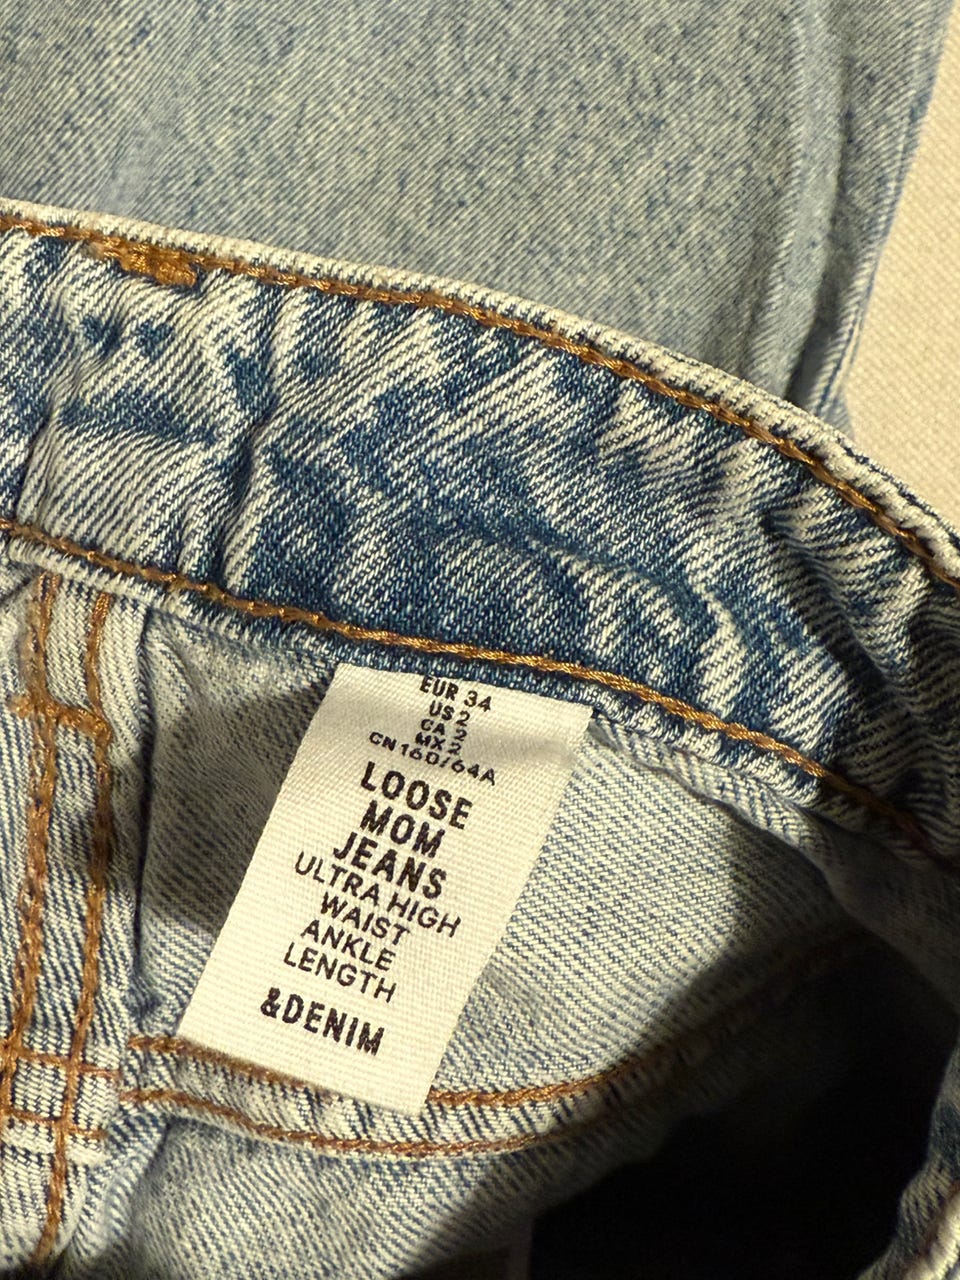 EUR 34
US 2
CA 2
MX 2
CN 160/64A
LOOSE
MOM
JEANS
ULTRA HIGH
WAIST
ANKLE
LENGTH
&DENIM